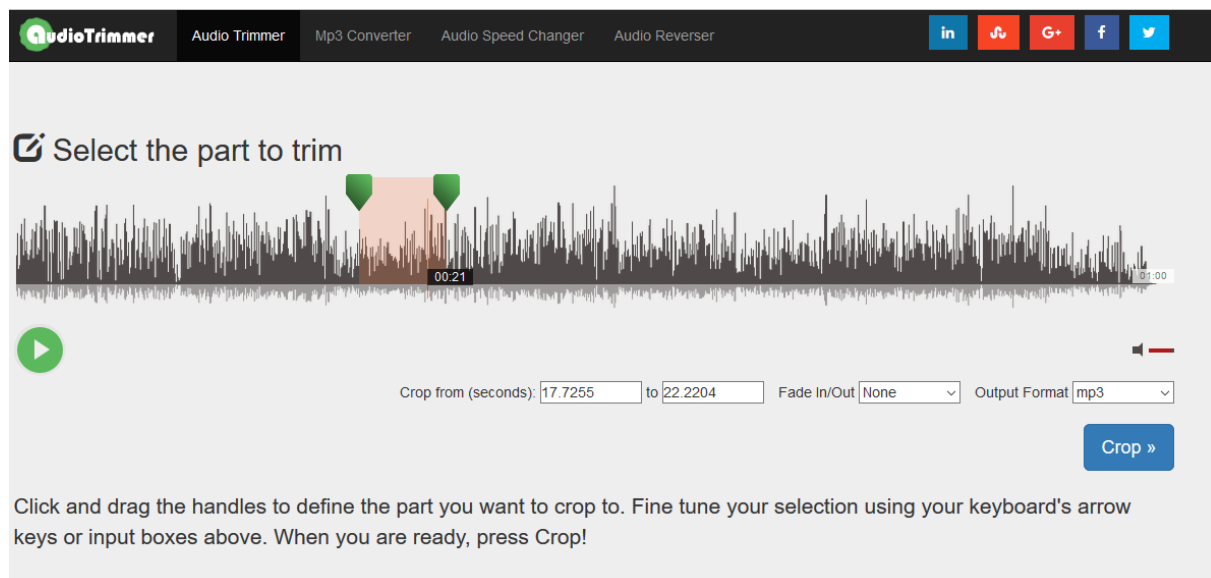 audioTrimmer Audio Trimmer Mp3 Converter Audio Speed Changer Audio Reverser in G+ f
Select the part to trim
00:21 01:00
Crop from (seconds): 17.7255 to 22.2204 Fade In/Out None Output Format mp3
Crop »
Click and drag the handles to define the part you want to crop to. Fine tune your selection using your keyboard's arrow
keys or input boxes above. When you are ready, press Crop!